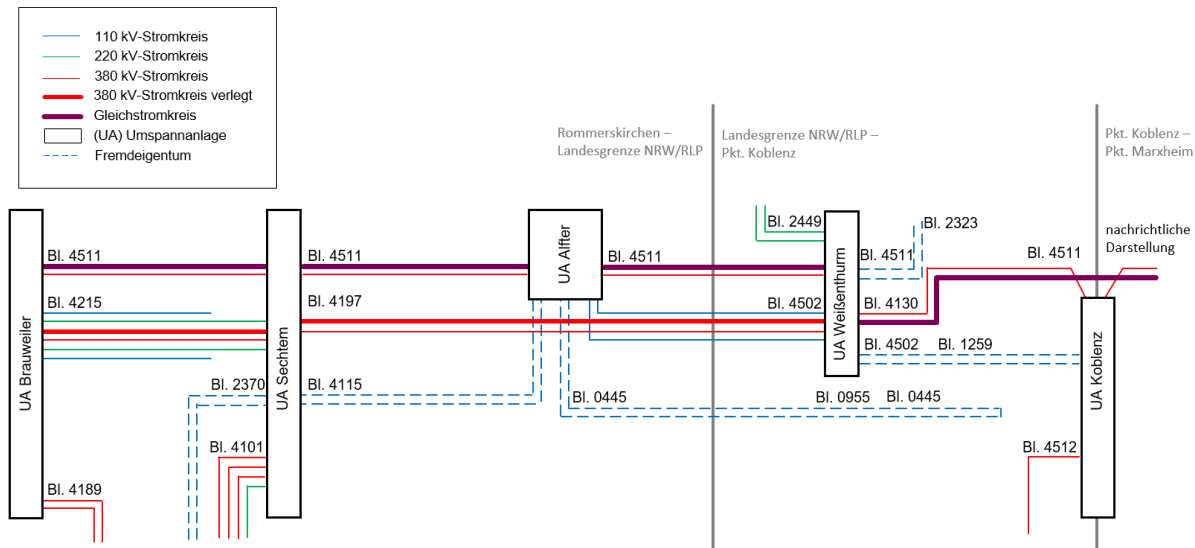 110 kV-Stromkreis
220 kV-Stromkreis
380 kV-Stromkreis
380 kV-Stromkreis verlegt
Gleichstromkreis
(UA) Umspannanlage
Fremdeigentum
Rommerskirchen –
Landesgrenze NRW/RLP
Landesgrenze NRW/RLP –
Pkt. Koblenz
Pkt. Koblenz –
Pkt. Marxheim
nachrichtliche
Darstellung
UA Brauweiler
Bl. 4511
Bl. 4215
Bl. 2370
Bl. 4101
Bl. 4189
UA Sechtem
Bl. 4511
Bl. 4197
Bl. 4115
UA Alfter
Bl. 4511
Bl. 0445
Bl. 2449
Bl. 4502
Bl. 0955
Bl. 0445
UA Weißenthurm
Bl. 2323
Bl. 4511
Bl. 4130
Bl. 4502
Bl. 1259
Bl. 4511
Bl. 4512
UA Koblenz